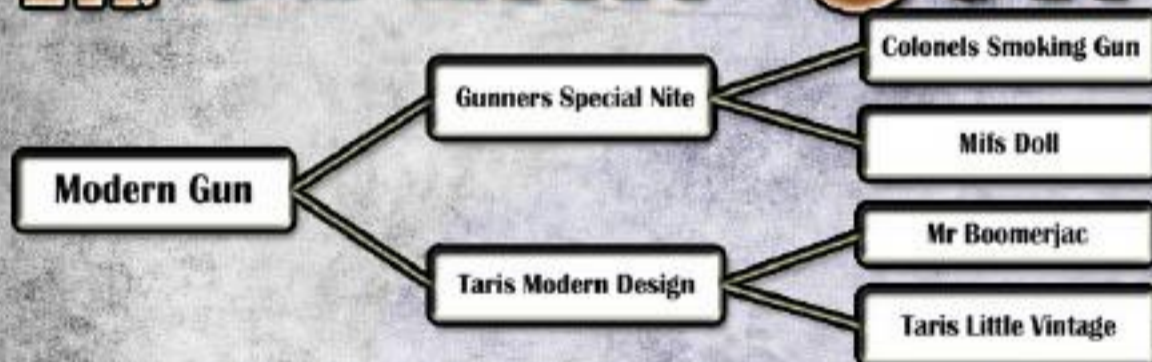 Colonels Smoking Gun
Gunners Special Nite
Mifs Doll
Modern Gun
Mr Boomerjac
Taris Modern Design
Taris Little Vintage